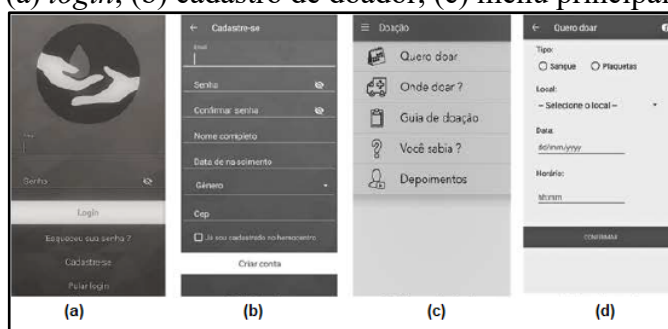 (a) login, (b) cadastro de doador, (c) menu principal
Senha
Login
Esqueceu sua senha ?
Cadastre-se
Pular login
(a)
← Cadastre-se
Email
Senha
Confirmar senha
Nome completo
Data de nascimento
Gênero
Cep
Já sou cadastrado no hemocentro
Criar conta
(b)
Doação
Quero doar
Onde doar ?
Guia de doação
Você sabia ?
Depoimentos
(c)
← Quero doar
Tipo:
Sangue Plaquetas
Local:
-- Selecione o local --
Data:
dd/mm/yyyy
Horário:
hh:mm
CONFIRMAR
(d)